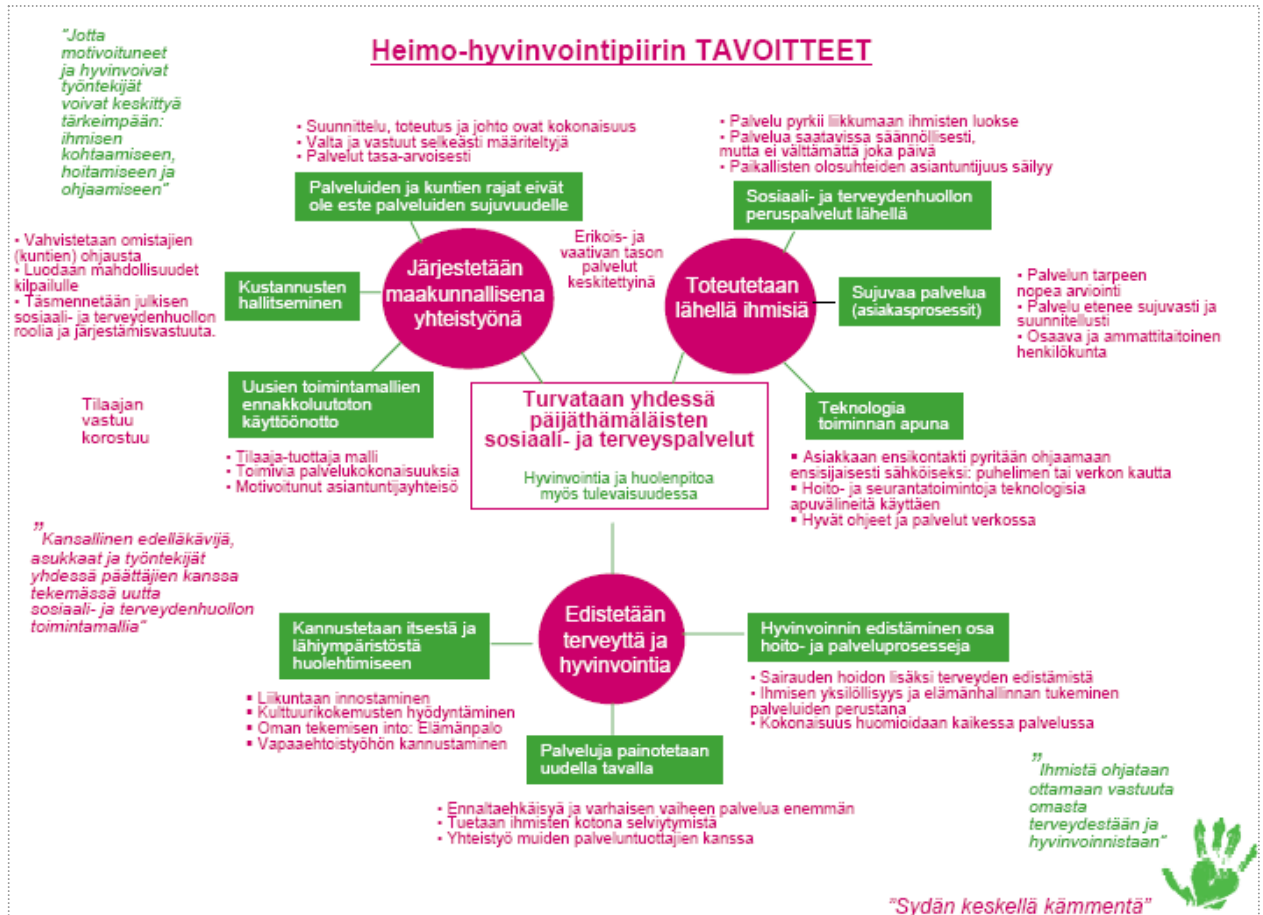 "Jotta
motivoituneet
ja hyvinvoivat
työntekijät
voivat keskittyä
tärkeimpään:
ihmisen
kohtaamiseen,
hoitamiseen ja
ohjaamiseen"
Heimo-hyvinvointipiirin TAVOITTEET
• Suunnittelu, toteutus ja johto ovat kokonaisuus
• Valta ja vastuut selkeästi määriteltyjä
• Palvelut tasa-arvoisesti
Palveluiden ja kuntien rajat eivät
ole este palveluiden sujuvuudelle
• Palvelu pyrkii liikkumaan ihmisten luokse
• Palvelua saatavissa säännöllisesti,
mutta ei välttämättä joka päivä
• Paikallisten olosuhteiden asiantuntijuus säilyy
Sosiaali- ja terveydenhuollon
peruspalvelut lähellä
• Vahvistetaan omistajien
(kuntien) ohjausta
• Luodaan mahdollisuudet
kilpailulle
• Täsmennetään julkisen
sosiaali- ja terveydenhuollon
roolia ja järjestämisvastuuta.
Kustannusten
hallitseminen
Järjestetään
maakunnallisena
yhteistyönä
Erikois- ja
vaativan tason
palvelut
keskitettyinä
Toteutetaan
lähellä ihmisiä
Sujuvaa palvelua
(asiakasprosessit)
• Palvelun tarpeen
nopea arviointi
• Palvelu etenee sujuvasti ja
suunnitellusti
• Osaava ja ammattitaitoinen
henkilökunta
Tilaajan
vastuu
korostuu
Uusien toimintamallien
ennakkoluutoton
käyttöönotto
• Tilaaja-tuottaja malli
• Toimivia palvelukokonaisuuksia
• Motivoitunut asiantuntijayhteisö
Turvataan yhdessä
päijäthämäläisten
sosiaali- ja terveyspalvelut
Hyvinvointia ja huolenpitoa
myös tulevaisuudessa
Teknologia
toiminnan apuna
▪ Asiakkaan ensikontakti pyritään ohjaamaan
ensisijaisesti sähköiseksi: puhelimen tai verkon kautta
▪ Hoito- ja seurantatoimintoja teknologisia
apuvälineitä käyttäen
▪ Hyvät ohjeet ja palvelut verkossa
"Kansallinen edelläkävijä,
asukkaat ja työntekijät
yhdessä päättäjien kanssa
tekemässä uutta
sosiaali- ja terveydenhuollon
toimintamallia"
Edistetään
terveyttä ja
hyvinvointia
Kannustetaan itsestä ja
lähiympäristöstä
huolehtimiseen
▪ Liikuntaan innostaminen
▪ Kulttuurikokemusten hyödyntäminen
▪ Oman tekemisen into: Elämänpalo
▪ Vapaaehtoistyöhön kannustaminen
Hyvinvoinnin edistäminen osa
hoito- ja palveluprosesseja
• Sairauden hoidon lisäksi terveyden edistämistä
• Ihmisen yksilöllisyys ja elämänhallinnan tukeminen
palveluiden perustana
• Kokonaisuus huomioidaan kaikessa palvelussa
Palveluja painotetaan
uudella tavalla
• Ennaltaehkäisyä ja varhaisen vaiheen palvelua enemmän
• Tuetaan ihmisten kotona selviytymistä
• Yhteistyö muiden palveluntuottajien kanssa
"Ihmistä ohjataan
ottamaan vastuuta
omasta
terveydestään ja
hyvinvoinnistaan"
"Sydän keskellä kämmentä"